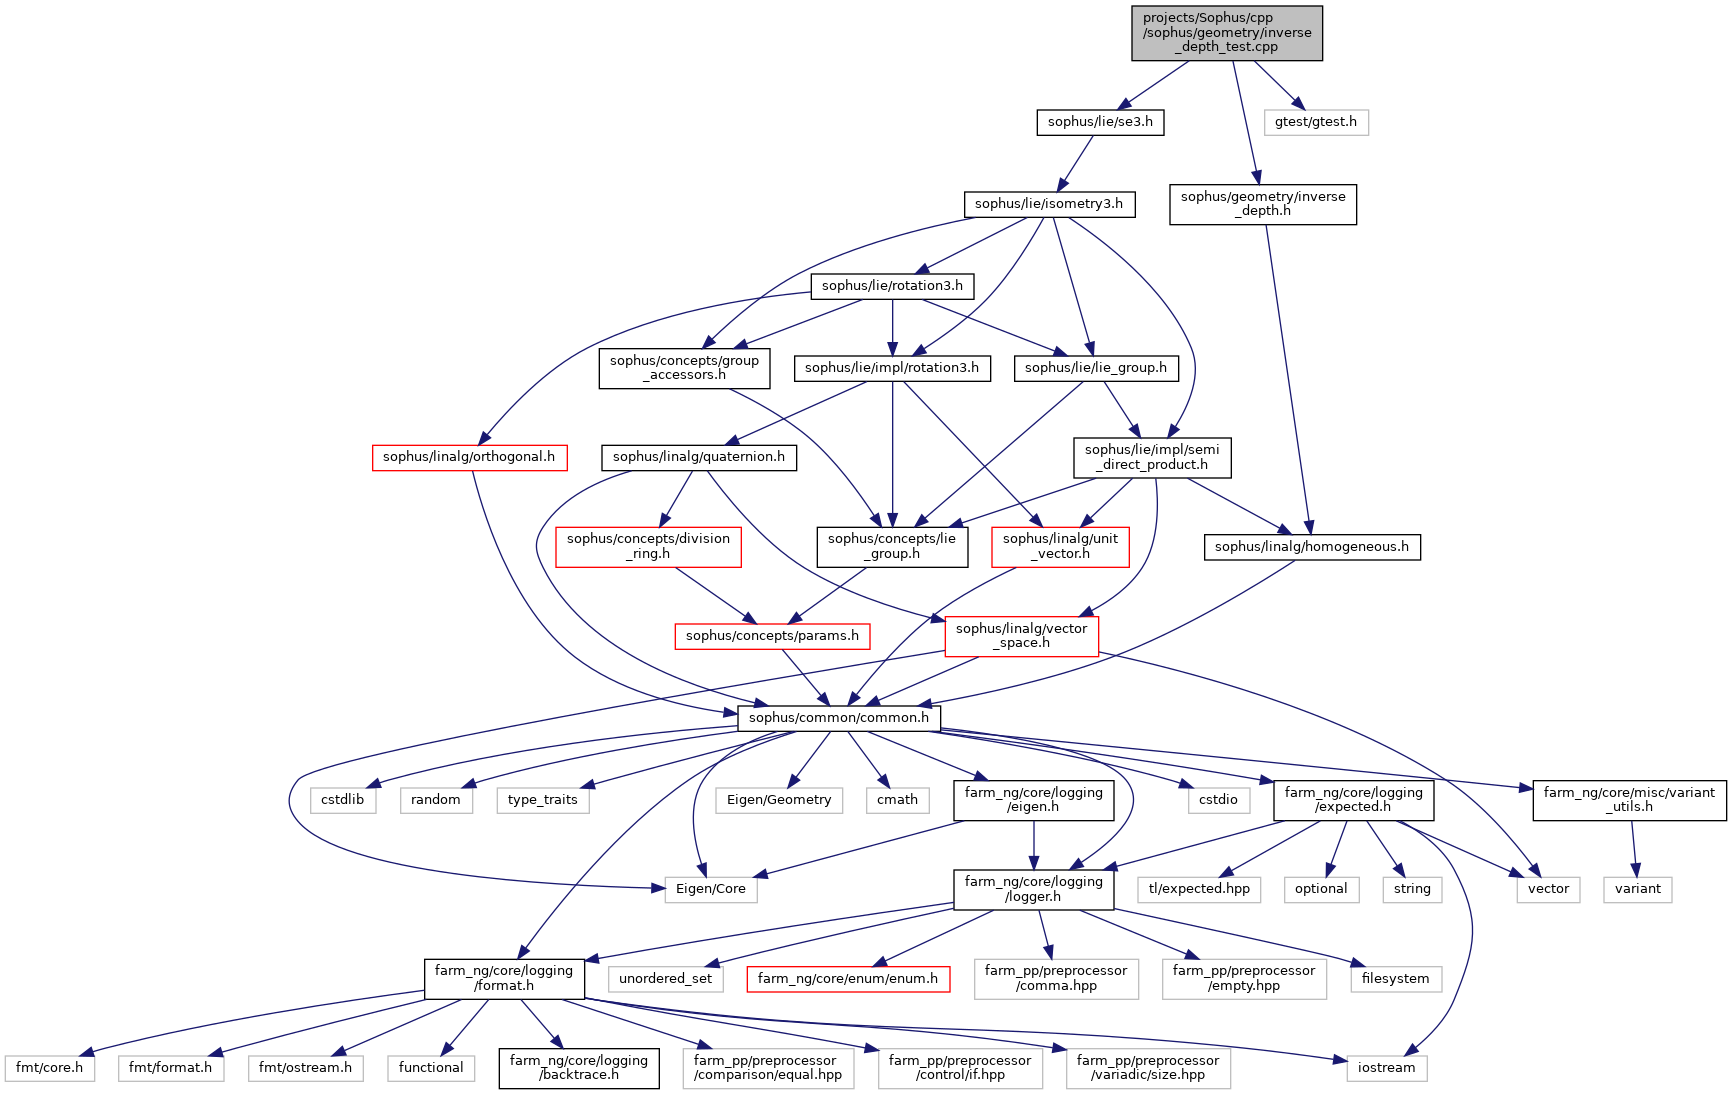 projects/Sophus/cpp
/sophus/geometry/inverse
_depth_test.cpp
sophus/lie/se3.h
gtest/gtest.h
sophus/lie/isometry3.h
sophus/geometry/inverse
_depth.h
sophus/lie/rotation3.h
sophus/concepts/group
_accessors.h
sophus/lie/impl/rotation3.h
sophus/lie/lie_group.h
sophus/linalg/orthogonal.h
sophus/linalg/quaternion.h
sophus/lie/impl/semi
_direct_product.h
sophus/concepts/division
_ring.h
sophus/concepts/lie
_group.h
sophus/linalg/unit
_vector.h
sophus/linalg/homogeneous.h
sophus/concepts/params.h
sophus/linalg/vector
_space.h
sophus/common/common.h
cstdlib
random
type_traits
Eigen/Geometry
cmath
farm_ng/core/logging
/eigen.h
cstdio
farm_ng/core/logging
/expected.h
farm_ng/core/misc/variant
_utils.h
Eigen/Core
farm_ng/core/logging
/logger.h
tl/expected.hpp
optional
string
vector
variant
farm_ng/core/logging
/format.h
unordered_set
farm_ng/core/enum/enum.h
farm_pp/preprocessor
/comma.hpp
farm_pp/preprocessor
/empty.hpp
filesystem
fmt/core.h
fmt/format.h
fmt/ostream.h
functional
farm_ng/core/logging
/backtrace.h
farm_pp/preprocessor
/comparison/equal.hpp
farm_pp/preprocessor
/control/if.hpp
farm_pp/preprocessor
/variadic/size.hpp
iostream